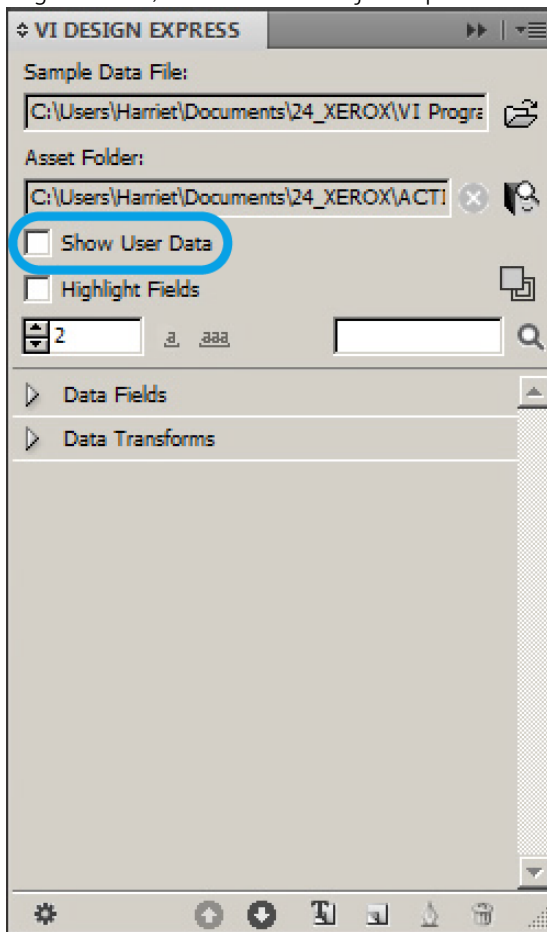 VI DESIGN EXPRESS
Sample Data File:
C:\Users\Harriet\Documents\24_XEROX\VI Progra
Asset Folder:
C:\Users\Harriet\Documents\24_XEROX\ACTI
Show User Data
Highlight Fields
2 a aaa
Data Fields
Data Transforms